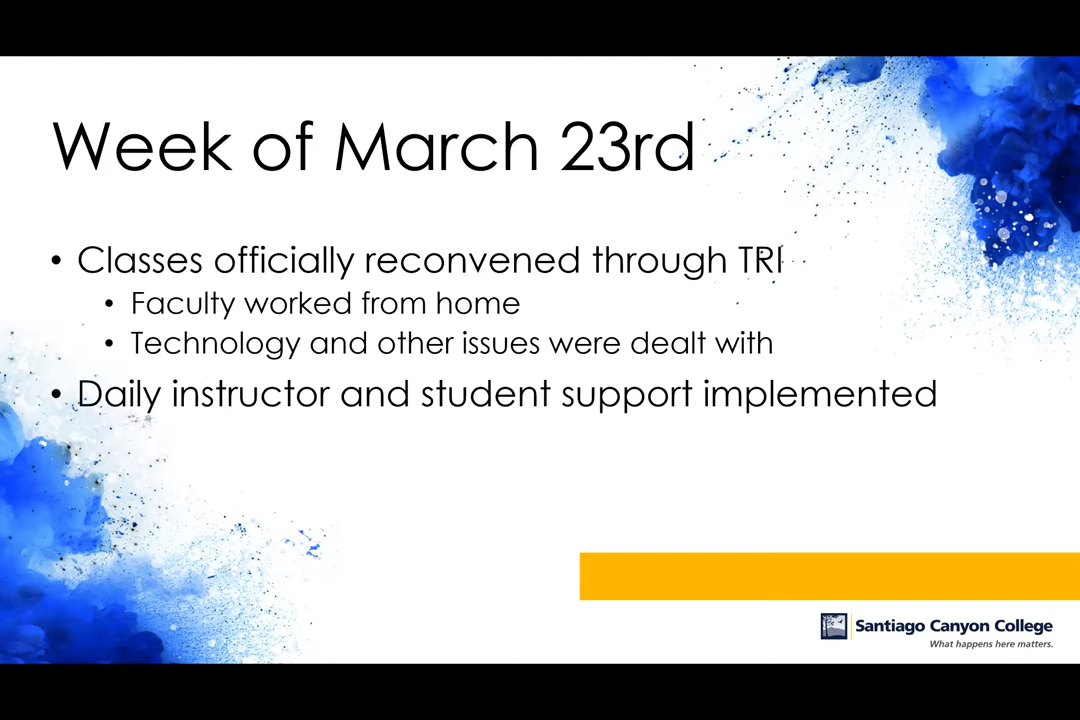 Week of March 23rd
• Classes officially reconvened through TRI
• Faculty worked from home
• Technology and other issues were dealt with
• Daily instructor and student support implemented
Santiago Canyon College
What happens here matters.